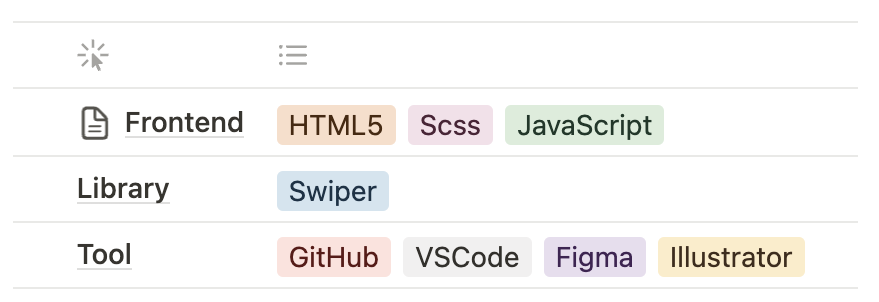 Frontend HTML5 Scss JavaScript
Library Swiper
Tool GitHub VSCode Figma Illustrator